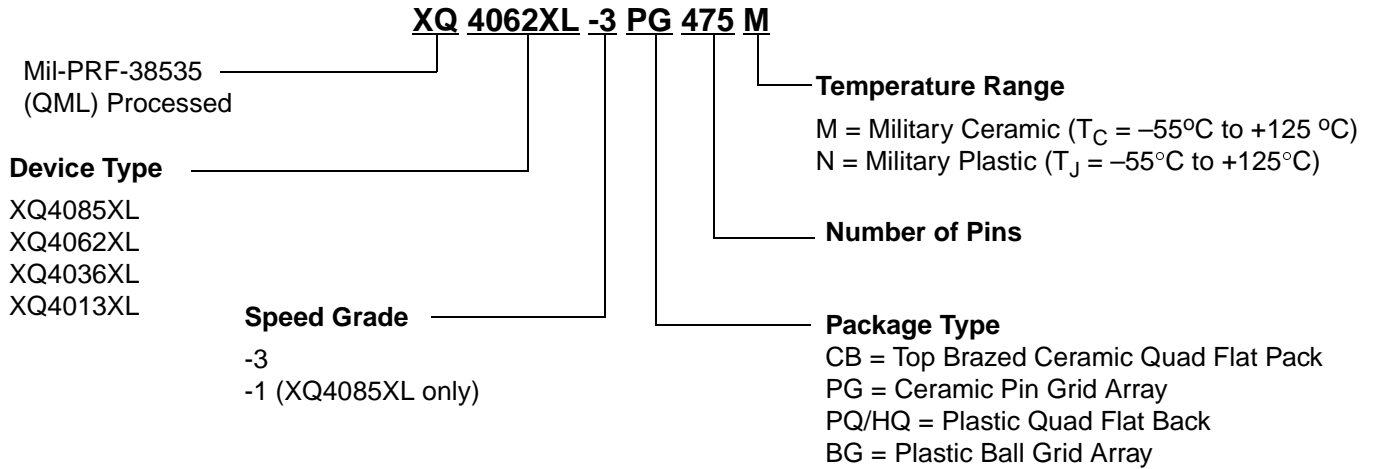 XQ 4062XL -3 PG 475 M
Mil-PRF-38535
(QML) Processed
Device Type
XQ4085XL
XQ4062XL
XQ4036XL
XQ4013XL
Speed Grade
-3
-1 (XQ4085XL only)
Temperature Range
M = Military Ceramic (TC = –55oC to +125 oC)
N = Military Plastic (TJ = –55°C to +125°C)
Number of Pins
Package Type
CB = Top Brazed Ceramic Quad Flat Pack
PG = Ceramic Pin Grid Array
PQ/HQ = Plastic Quad Flat Back
BG = Plastic Ball Grid Array